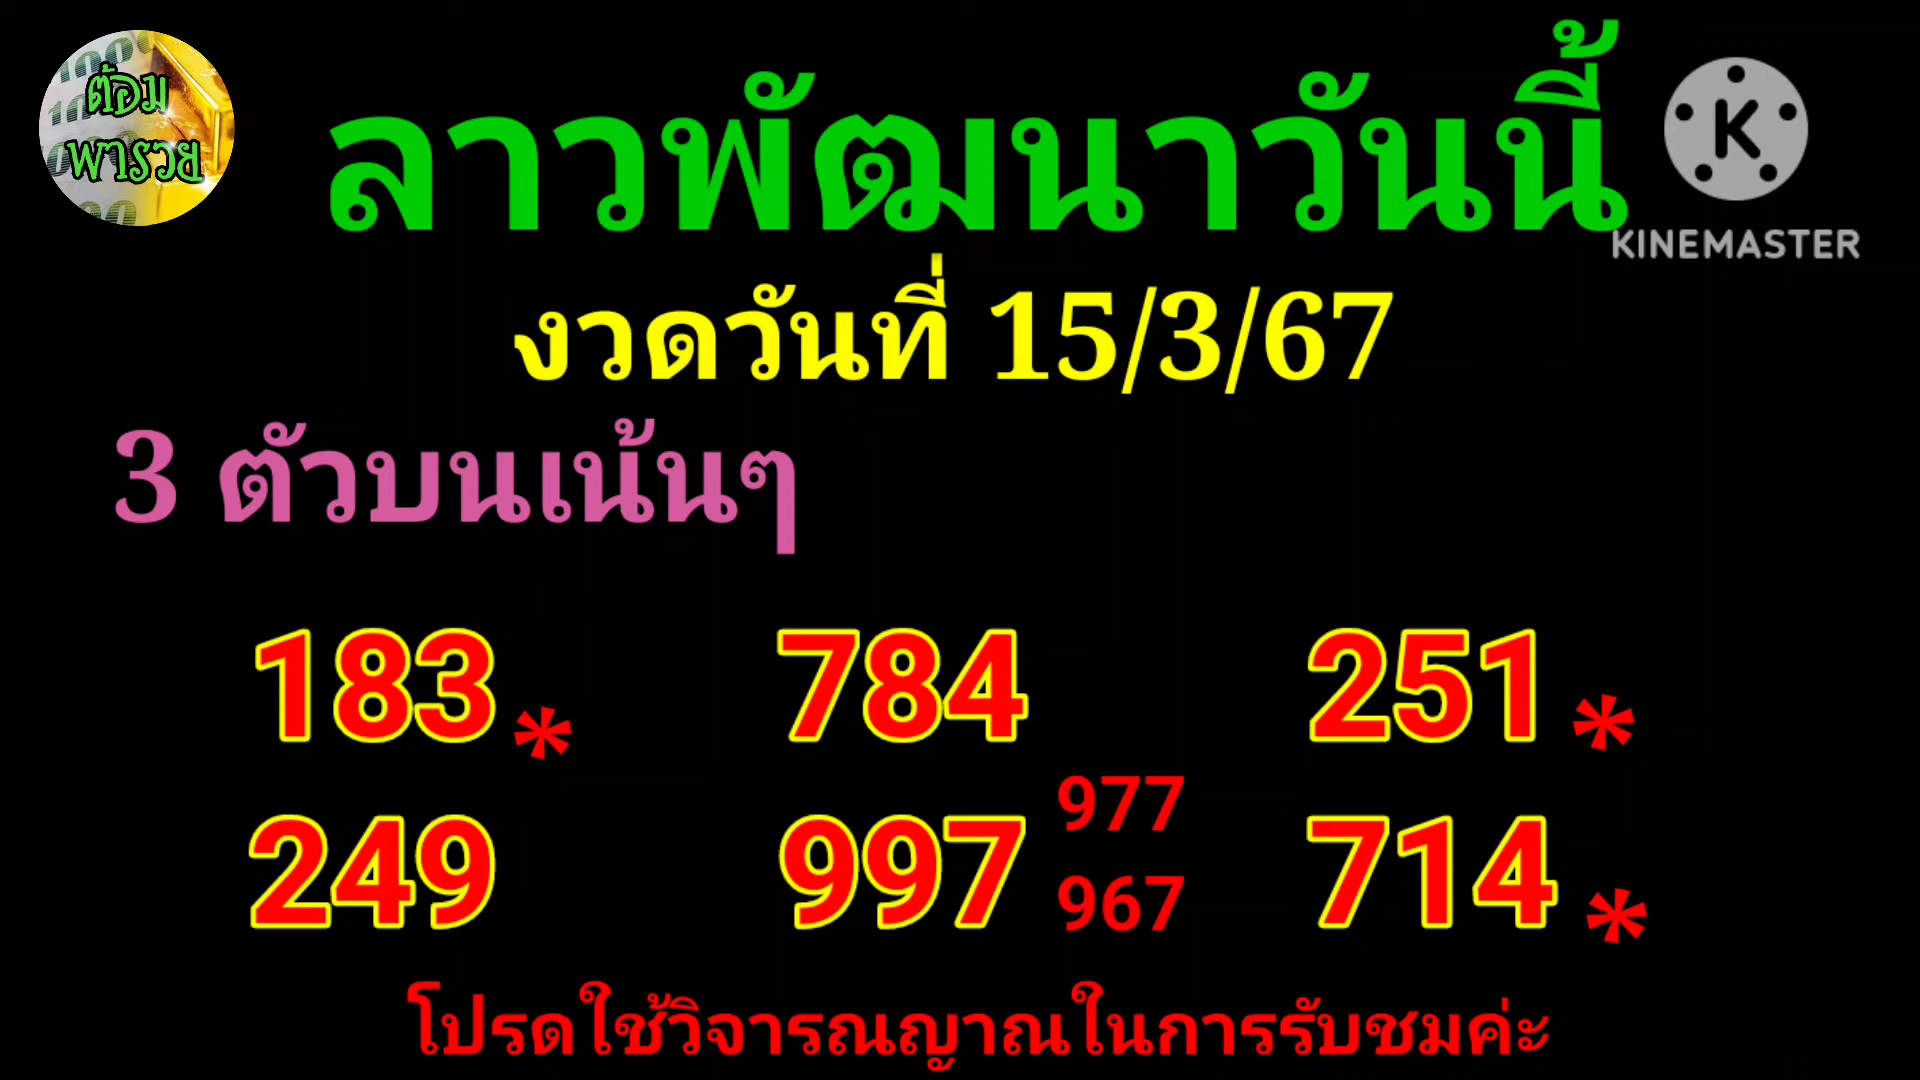 ต้อม
พารวย
ลาวพัฒนาวันนี้
KINEMASTER
งวดวันที่ 15/3/67
3 ตัวบนเน้นๆ
183* 784 251*
977
249 997 714*
967
โปรดใช้วิจารณญาณในการรับชมค่ะ